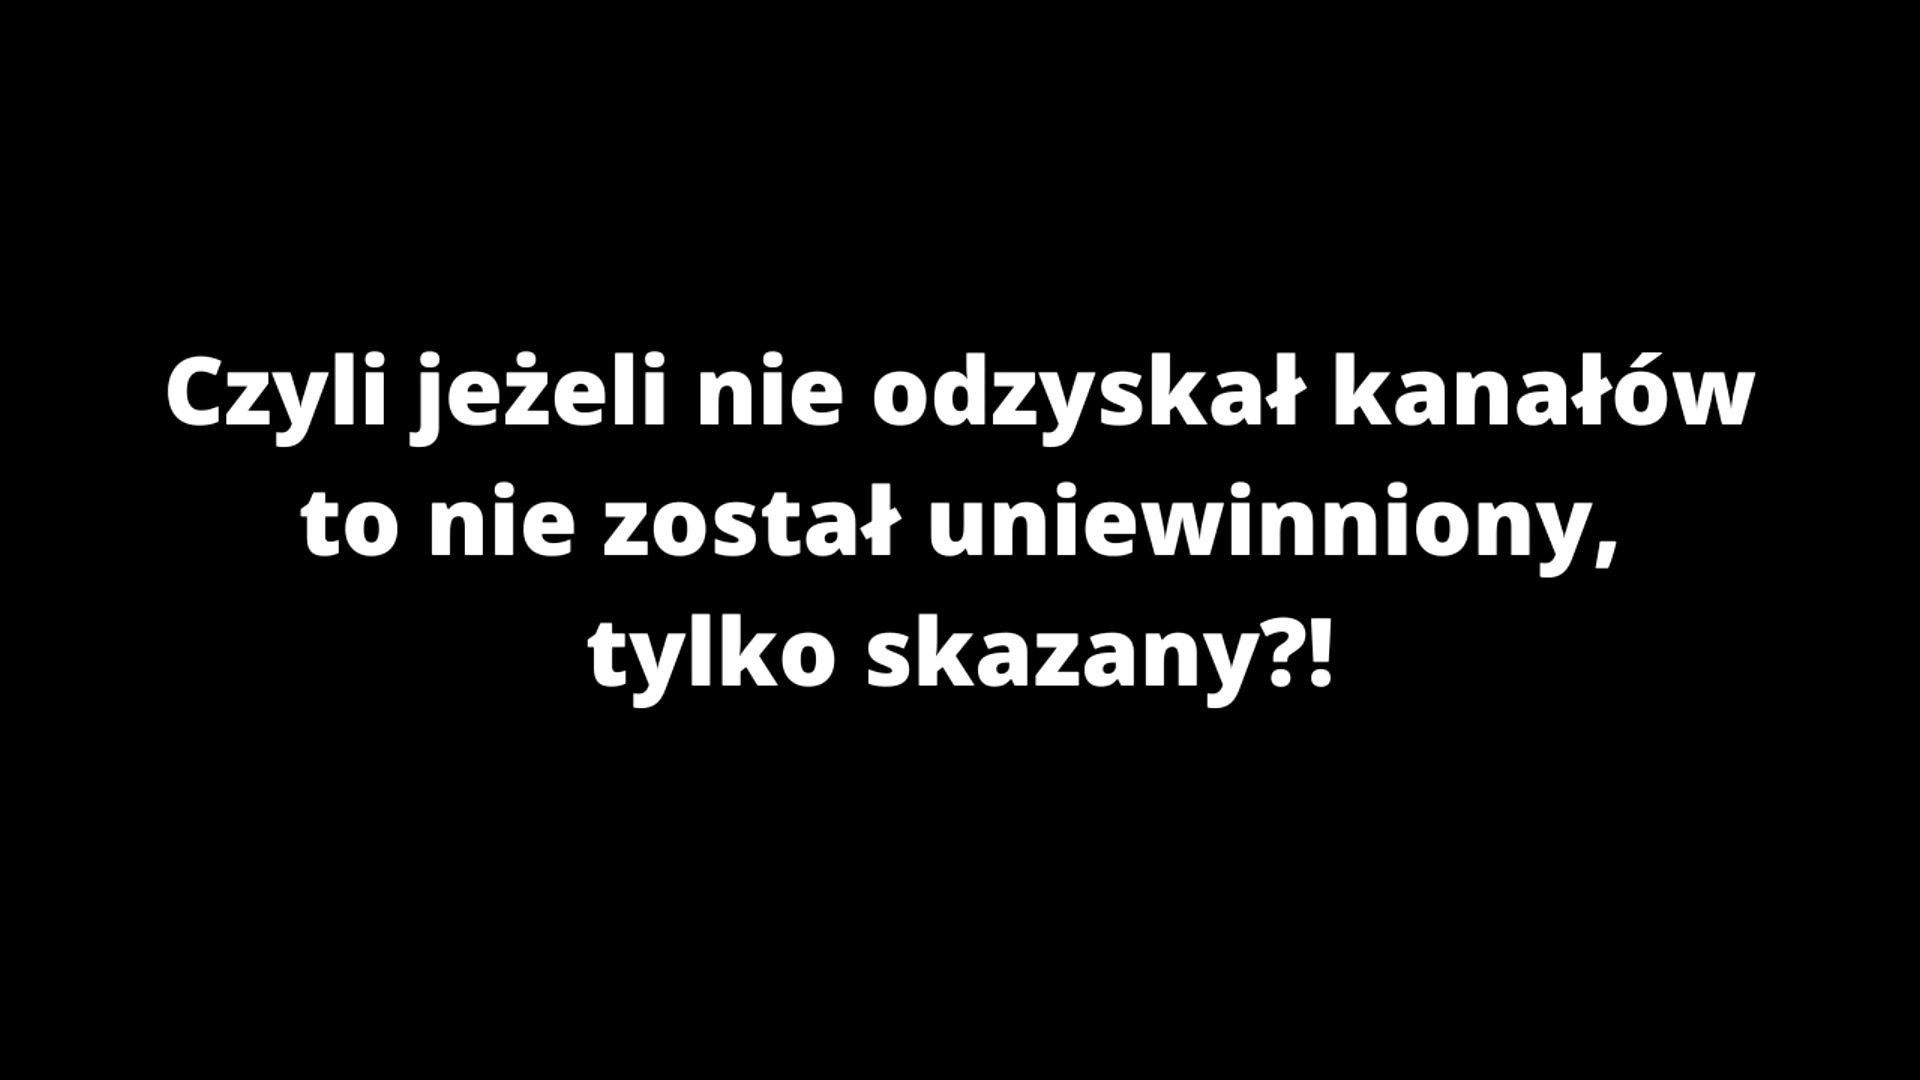 Czyli jeżeli nie odzyskał kanałów
to nie został uniewinniony,
tylko skazany?!